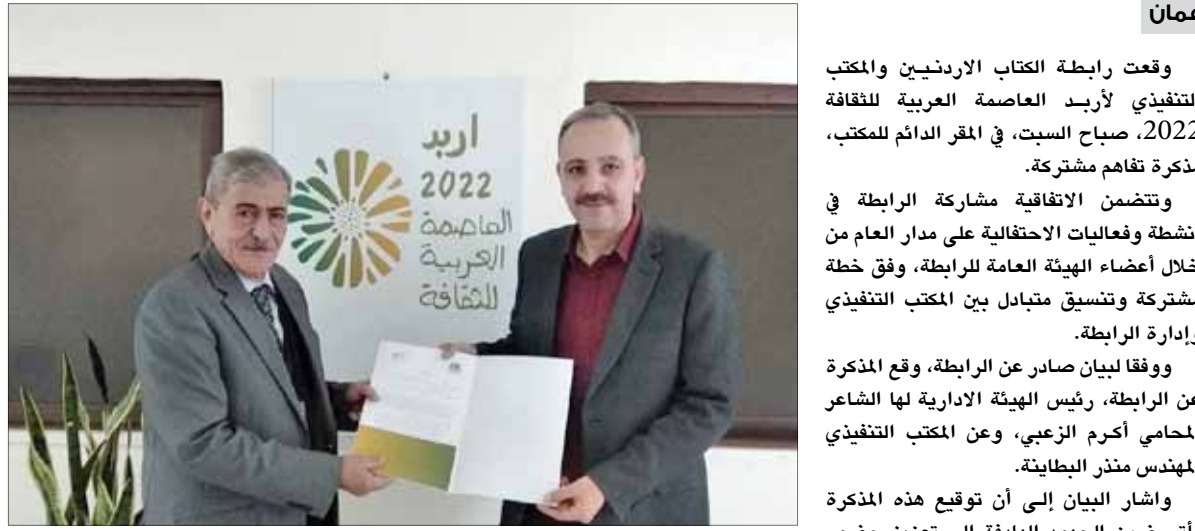 عمان
وقعت رابطة الكتاب الاردنيين والمكتب
لتنفيذي لأربد العاصمة العربية للثقافة
2022، صباح السبت، في المقر الدائم للمكتب،
مذكرة تفاهم مشتركة.
وتتضمن الاتفاقية مشاركة الرابطة في
نشطة وفعاليات الاحتفالية على مدار العام من
خلال أعضاء الهيئة العامة للرابطة، وفق خطة
مشتركة وتنسيق متبادل بين المكتب التنفيذي
وإدارة الرابطة.
ووفقا لبيان صادر عن الرابطة، وقع المذكرة
عن الرابطة، رئيس الهيئة الادارية لها الشاعر
لمحامي أكرم الزعبي، وعن المكتب التنفيذي
لمهندس منذر البطاينة.
واشار البيان إلى أن توقيع هذه المذكرة
اربد
2022
العاصمة
العربية
للثقافة